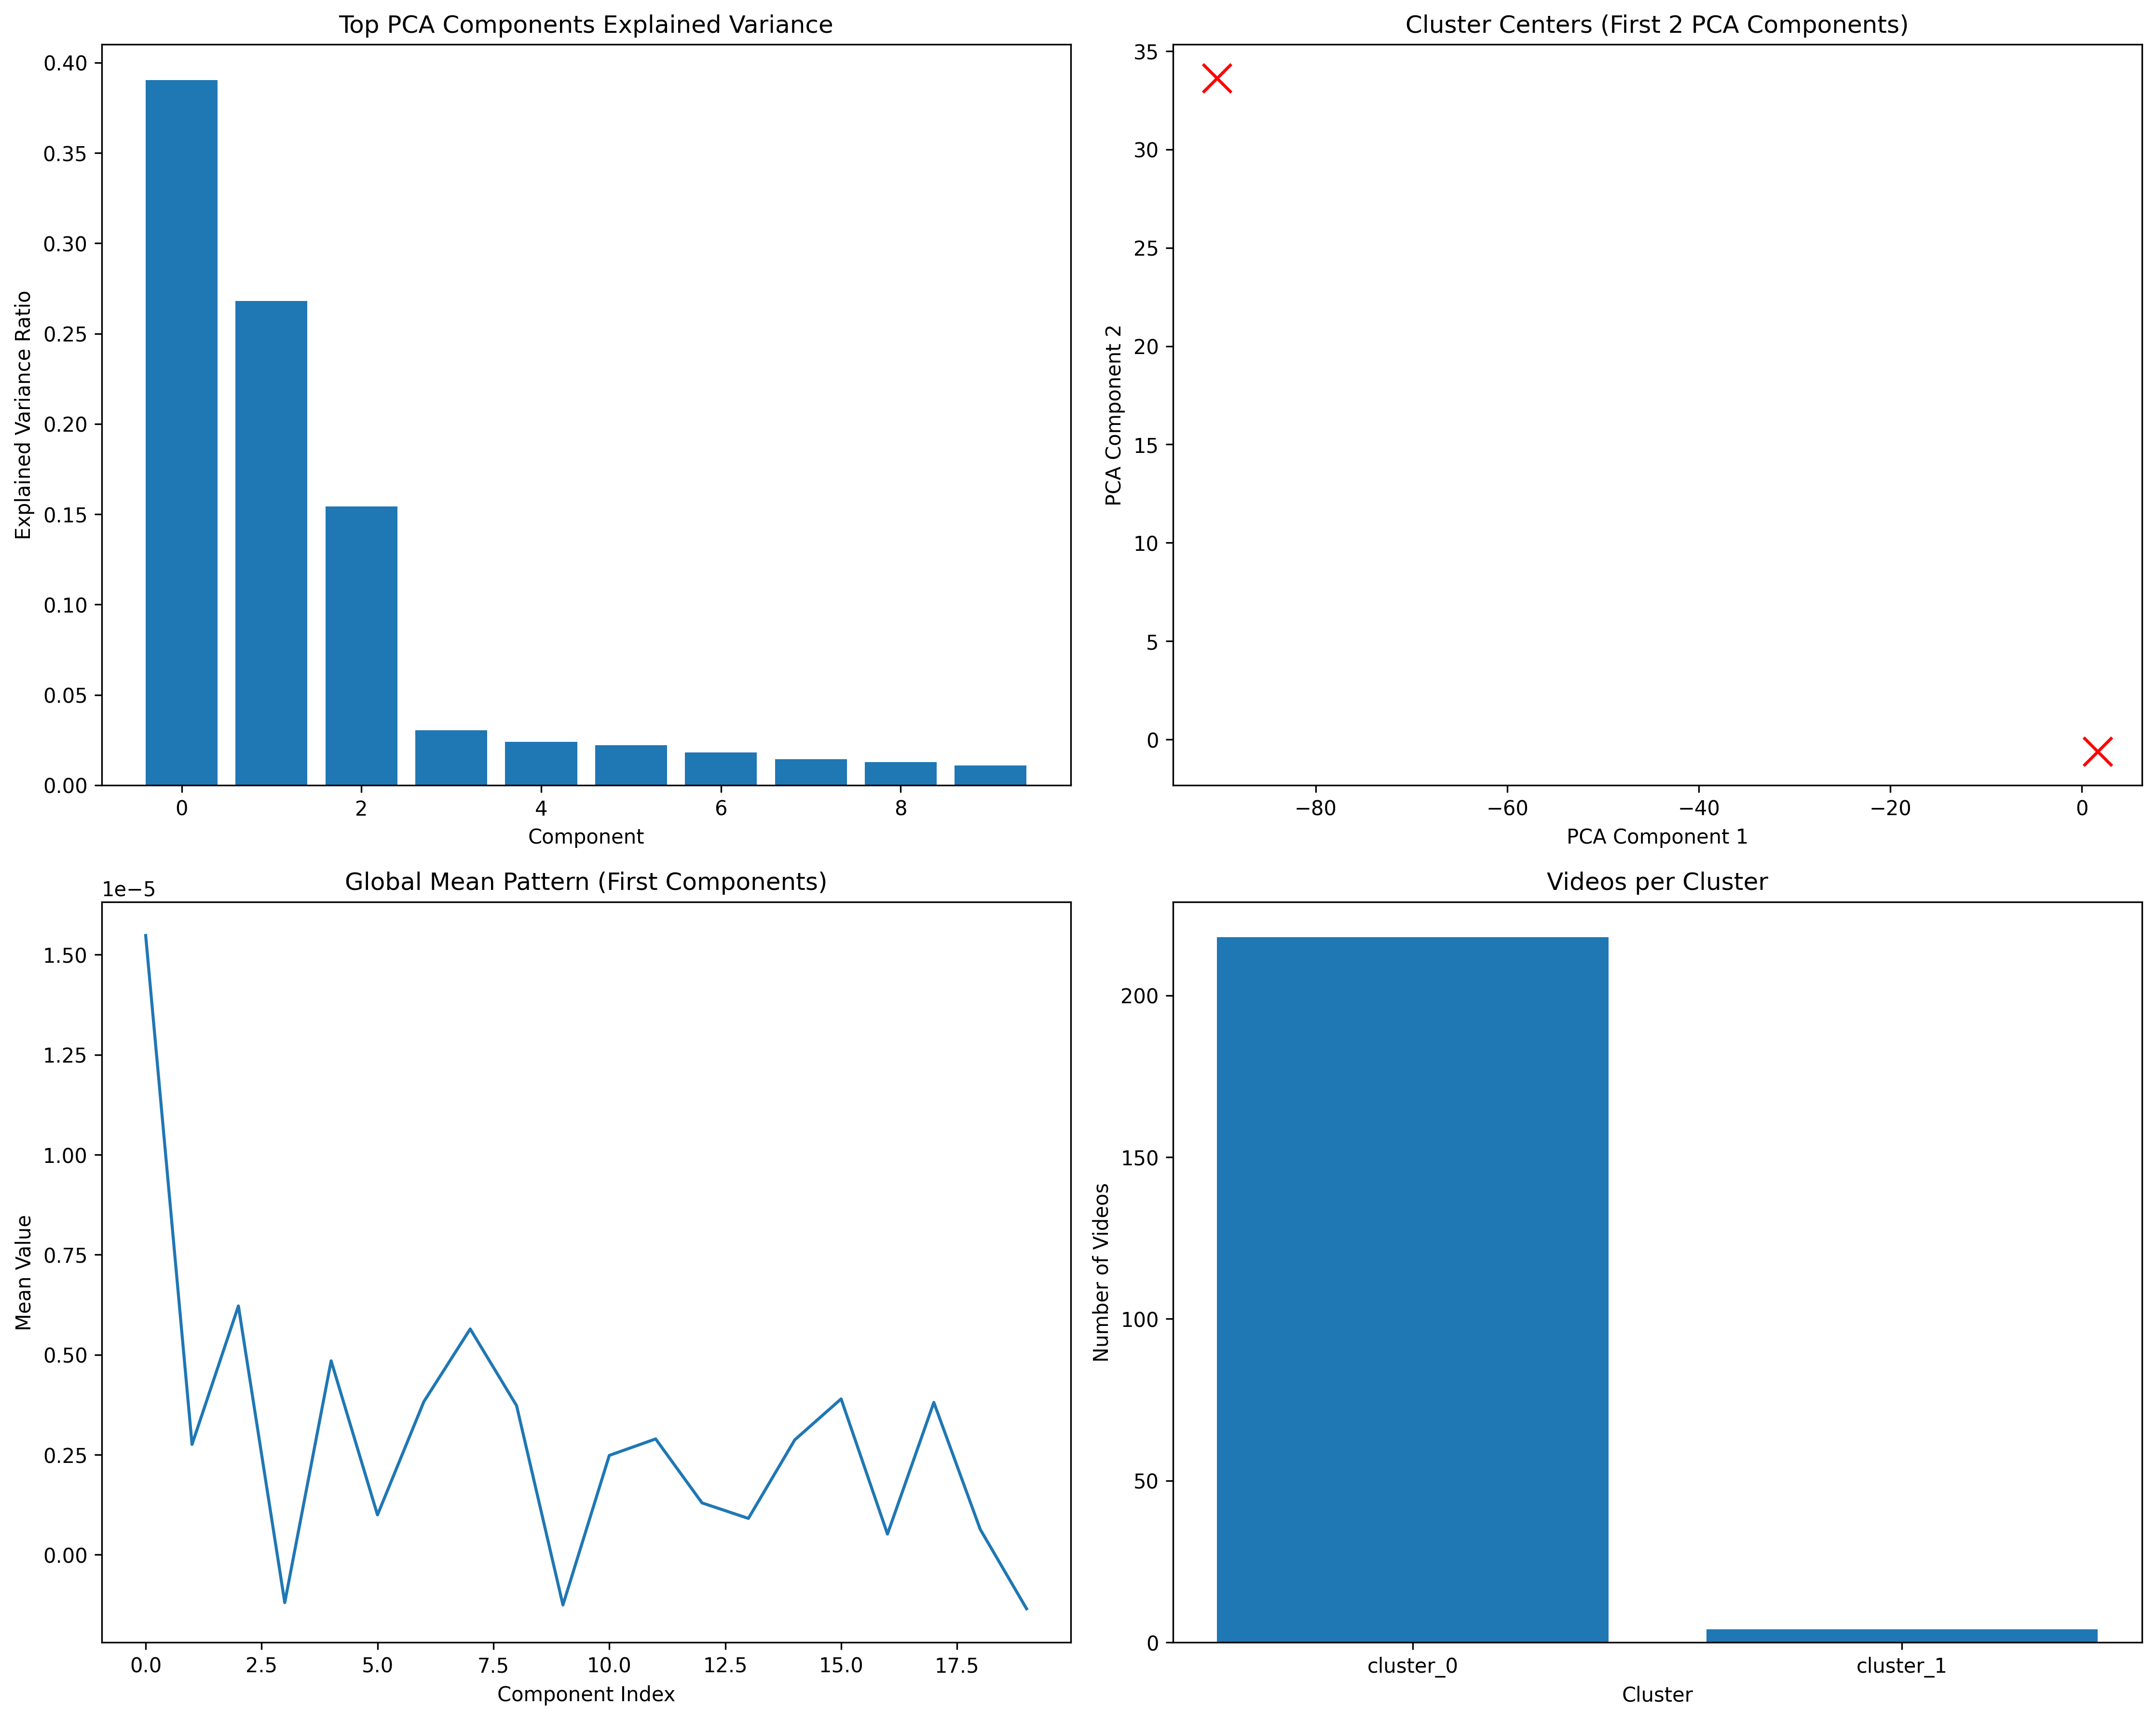 Top PCA Components Explained Variance
0.40
0.35
0.30
0.25
0.20
0.15
0.10
0.05
0.00
Explained Variance Ratio
0 2 4 6 8
Component
Cluster Centers (First 2 PCA Components)
35
30
25
20
15
10
5
0
PCA Component 2
−80 −60 −40 −20 0
PCA Component 1
Global Mean Pattern (First Components)
1e−5
1.50
1.25
1.00
0.75
0.50
0.25
0.00
Mean Value
0.0 2.5 5.0 7.5 10.0 12.5 15.0 17.5
Component Index
Videos per Cluster
200
150
100
50
0
Number of Videos
cluster_0 cluster_1
Cluster